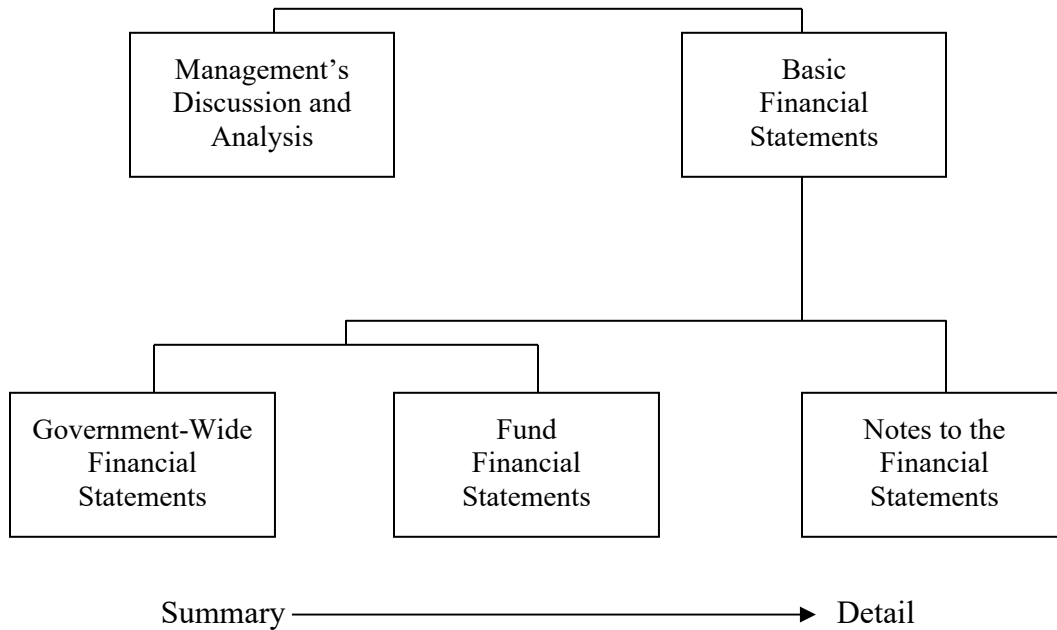 Management’s
Discussion and
Analysis
Basic
Financial
Statements
Government-Wide
Financial
Statements
Fund
Financial
Statements
Notes to the
Financial
Statements
Summary
Detail